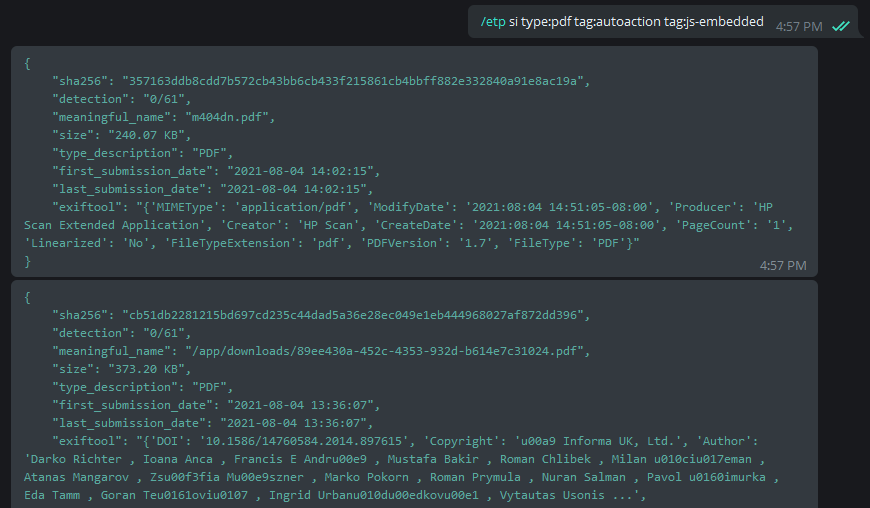 /etp si type:pdf tag:autoaction tag:js-embedded 4:57 PM
{
"sha256": "357163ddb8cdd7b572cb43bb6cb433f215861cb4bbff882e332840a91e8ac19a",
"detection": "0/61",
"meaningful_name": "m404dn.pdf",
"size": "240.07 KB",
"type_description": "PDF",
"first_submission_date": "2021-08-04 14:02:15",
"last_submission_date": "2021-08-04 14:02:15",
"exiftool": "{'MIMEType': 'application/pdf', 'ModifyDate': '2021:08:04 14:51:05-08:00', 'Producer': 'HP
Scan Extended Application', 'Creator': 'HP Scan', 'CreateDate': '2021:08:04 14:51:05-08:00', 'PageCount': '1',
'Linearized': 'No', 'FileTypeExtension': 'pdf', 'PDFVersion': '1.7', 'FileType': 'PDF'}"
}
4:57 PM
{
"sha256": "cb51db2281215bd697cd235c44dad5a36e28ec049e1eb444968027af872dd396",
"detection": "0/61",
"meaningful_name": "/app/downloads/89ee430a-452c-4353-932d-b614e7c31024.pdf",
"size": "373.20 KB",
"type_description": "PDF",
"first_submission_date": "2021-08-04 13:36:07",
"last_submission_date": "2021-08-04 13:36:07",
"exiftool": "{'DOI': '10.1586/14760584.2014.897615', 'Copyright': 'u00a9 Informa UK, Ltd.', 'Author':
'Darko Richter , Ioana Anca , Francis E Andru00e9 , Mustafa Bakir , Roman Chlibek , Milan u010ciu017eman ,
Atanas Mangarov , Zsu00f3fia Mu00e9szner , Marko Pokorn , Roman Prymula , Nuran Salman , Pavol u0160imurka ,
Eda Tamm , Goran Teu0161oviu0107 , Ingrid Urbanu010du00edkovu00e1 , Vytautas Usonis ...',